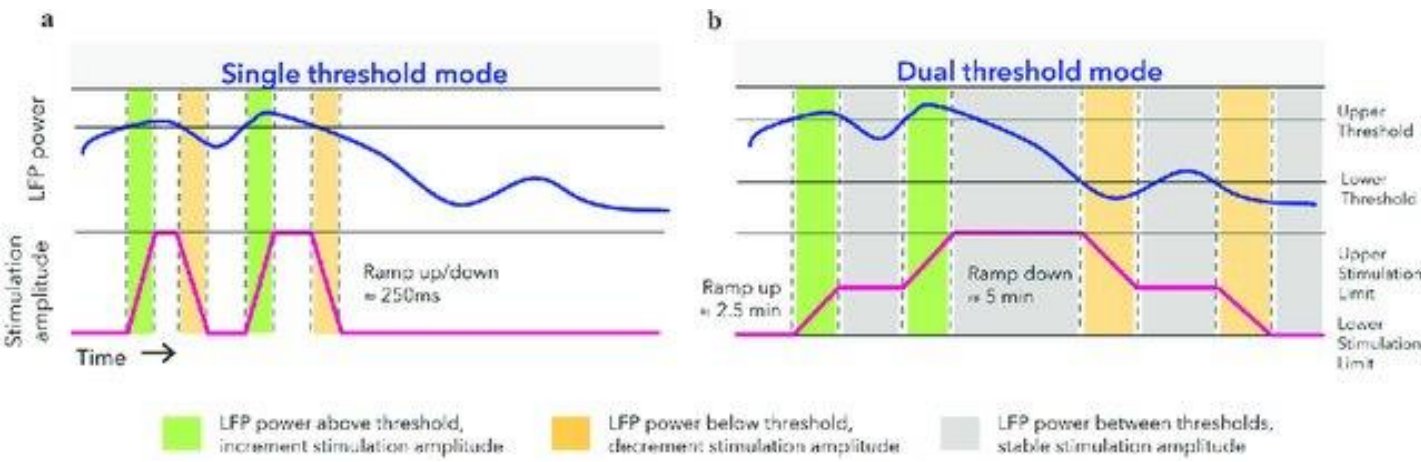 a
Single threshold mode
LFP power
Stimulation
amplitude
Ramp up/down
≈ 250ms
Time →
b
Dual threshold mode
Upper
Threshold
Lower
Threshold
Ramp up
≈ 2.5 min
Ramp down
≈ 5 min
Upper
Stimulation
Limit
Lower
Stimulation
Limit
LFP power above threshold,
increment stimulation amplitude
LFP power below threshold,
decrement stimulation amplitude
LFP power between thresholds,
stable stimulation amplitude